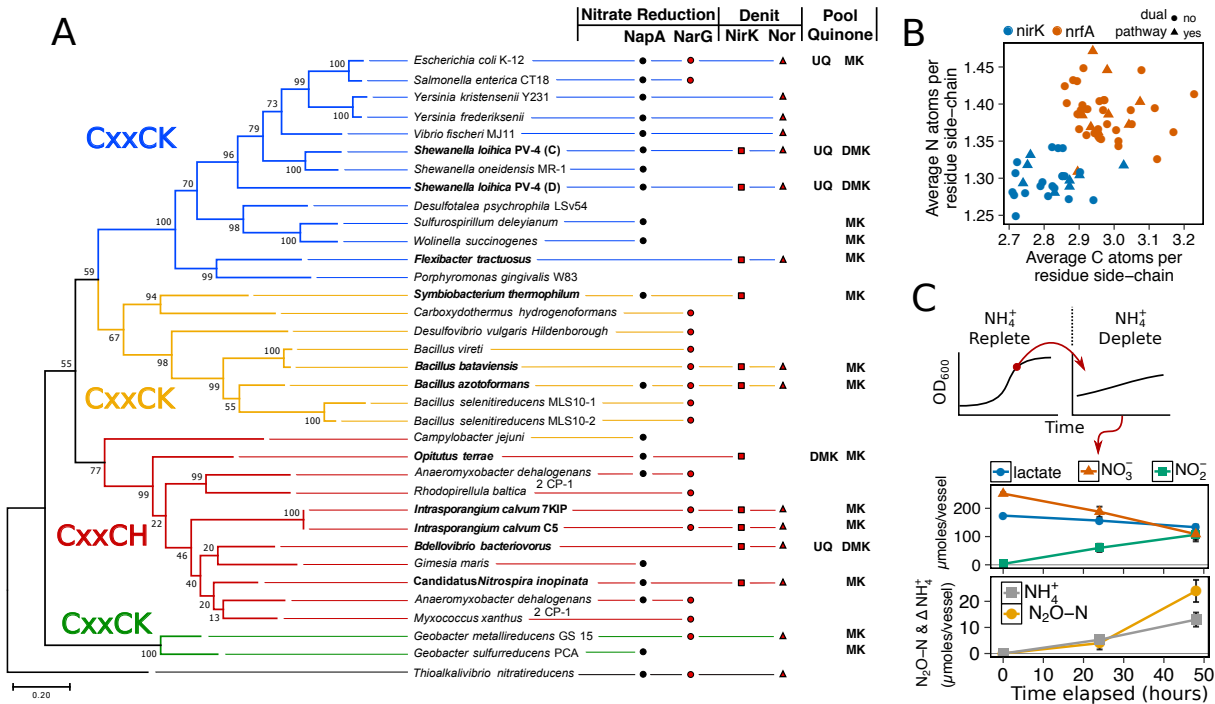 A
Nitrate Reduction Denit Pool
NapA NarG NirK Nor Quinone
100 Escherichia coli K-12 UQ MK
99 Salmonella enterica CT18
73 Yersinia kristensenii Y231
100 Yersinia frederiksenii
79 Vibrio fischeri MJ11
CxxCK
96 Shewanella loihica PV-4 (C) UQ DMK
100 Shewanella oneidensis MR-1
70 Shewanella loihica PV-4 (D) UQ DMK
Desulfotalea psychrophila LSv54
98 Sulfurospirillum deleyianum MK
100 100 Wolinella succinogenes MK
Flexibacter tractuosus MK
59 99 Porphyromonas gingivalis W83
94 Symbiobacterium thermophilum MK
Carboxydothermus hydrogenoformans
67 Desulfovibrio vulgaris Hildenborough
98 100 Bacillus vireti
55 Bacillus bataviensis MK
99 Bacillus azotoformans MK
CxxCK
55 Bacillus selenitireducens MLS10-1
100 Bacillus selenitireducens MLS10-2
Campylobacter jejuni
77 Opitutus terrae DMK MK
99 99 Anaeromyxobacter dehalogenans
2 CP-1
Rhodopirellula baltica
22 100 Intrasporangium calvum 7KIP MK
CxxCH
Intrasporangium calvum C5 MK
46 20 Bdellovibrio bacteriovorus UQ DMK
Gimesia maris
40 Candidatus Nitrospira inopinata MK
20 Anaeromyxobacter dehalogenans
2 CP-1
13 Myxococcus xanthus
CxxCK
Geobacter metallireducens GS 15 MK
100 Geobacter sulfurreducens PCA MK
Thioalkalivibrio nitratireducens
0.20
B
nirK nrfA dual pathway no yes
Average N atoms per
residue side–chain
1.45
1.40
1.35
1.30
1.25
2.7 2.8 2.9 3.0 3.1 3.2
Average C atoms per
residue side–chain
C
NH4+ Replete
NH4+ Deplete
OD600
Time
lactate NO3− NO2−
μmoles/vessel
200
100
0
N2O–N & Δ NH4+
(μmoles/vessel)
NH4+
N2O–N
20
10
0
0 10 20 30 40 50
Time elapsed (hours)